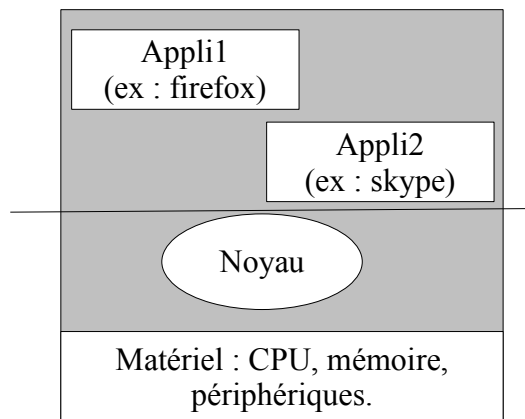 Appli1
(ex : firefox)
Appli2
(ex : skype)
Noyau
Matériel : CPU, mémoire,
périphériques.